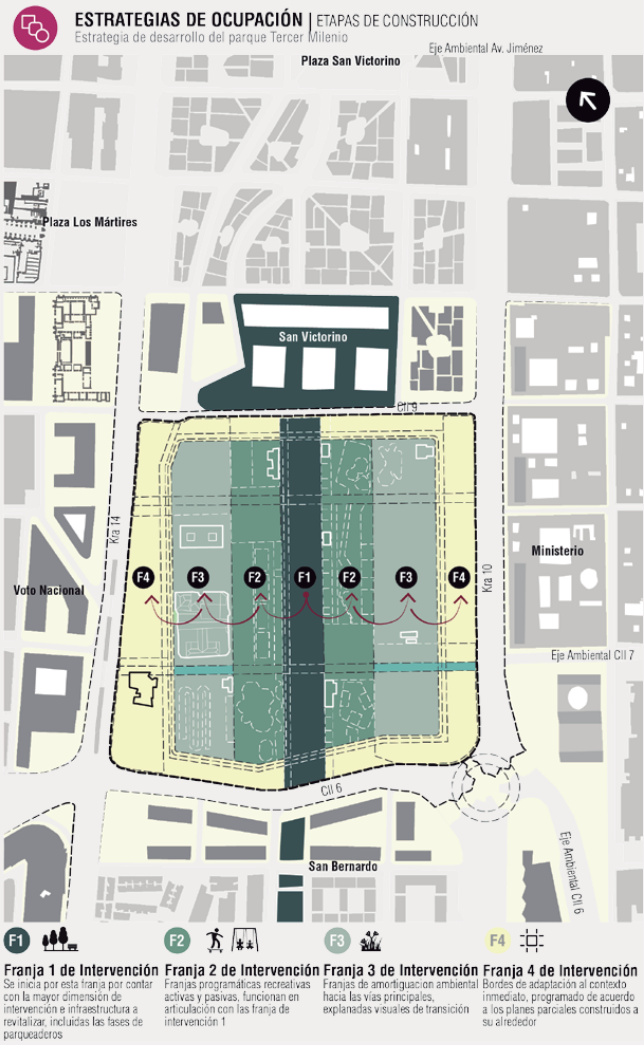 ESTRATEGIAS DE OCUPACIÓN | ETAPAS DE CONSTRUCCIÓN
Estrategia de desarrollo del parque Tercer Milenio
Eje Ambiental Av. Jiménez
Plaza San Victorino
Plaza Los Mártires
San Victorino
Cll 9
Kra 14
Kra 10
Ministerio
F4 F3 F2 F1 F2 F3 F4
Voto Nacional
Eje Ambiental Cll 7
Cll 6
Eje Ambiental Cll 6
San Bernardo
F1
Franja 1 de Intervención
Se inicia por esta franja por contar
con la mayor dimensión de
intervención e infraestructura a
revitalizar, incluidas las fases de
parqueaderos
F2
Franja 2 de Intervención
Franjas programáticas recreativas
activas y pasivas, funcionan en
articulación con las franja de
intervención 1
F3
Franja 3 de Intervención
Franjas de amortiguacion ambiental
hacia las vías principales,
explanadas visuales de transición
F4
Franja 4 de Intervención
Bordes de adaptación al contexto
inmediato, programado de acuerdo
a los planes parciales construidos a
su alrededor